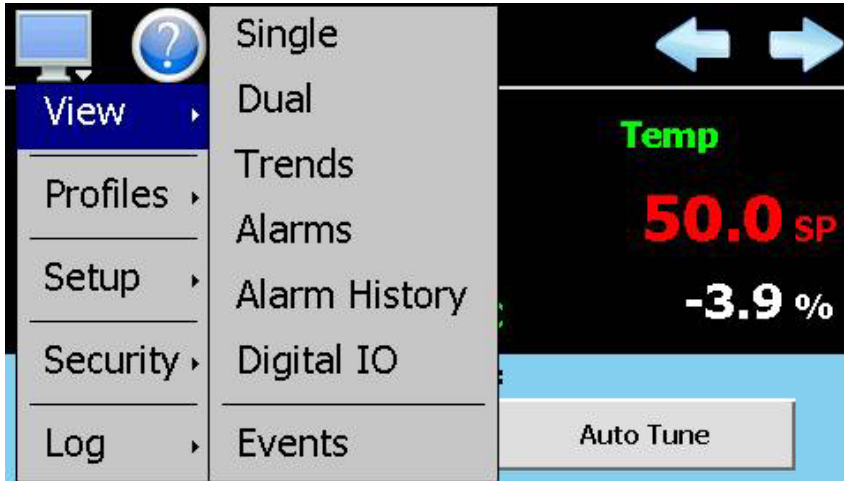 ?
View
Profiles
Setup
Security
Log
Single
Dual
Trends
Alarms
Alarm History
Digital IO
Events
Temp
50.0 SP
-3.9 %
Auto Tune